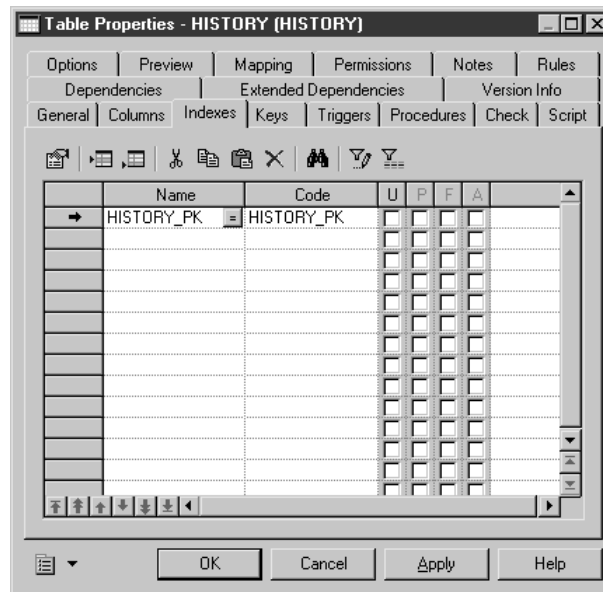 Table Properties - HISTORY (HISTORY)
Options Preview Mapping Permissions Notes Rules
Dependencies Extended Dependencies Version Info
General Columns Indexes Keys Triggers Procedures Check Script
Name Code U P F A
HISTORY_PK = HISTORY_PK
OK Cancel Apply Help